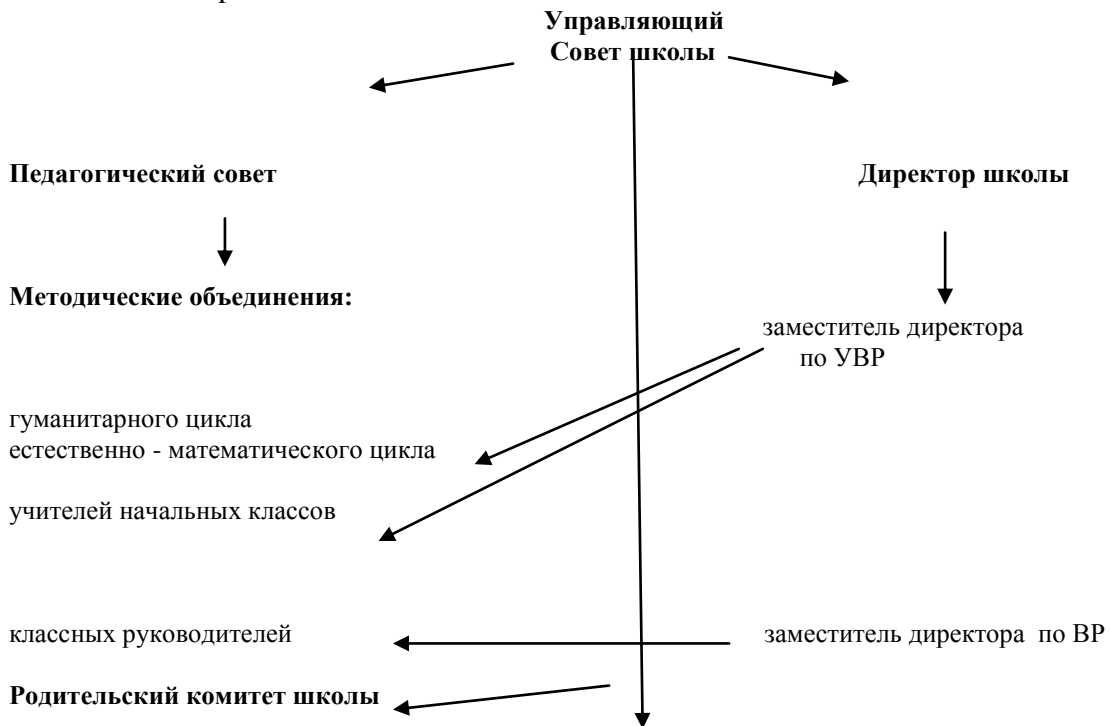 Управляющий
Совет школы
Педагогический совет
Директор школы
Методические объединения:
заместитель директора
по УВР
гуманитарного цикла
естественно - математического цикла
учителей начальных классов
классных руководителей
заместитель директора по ВР
Родительский комитет школы